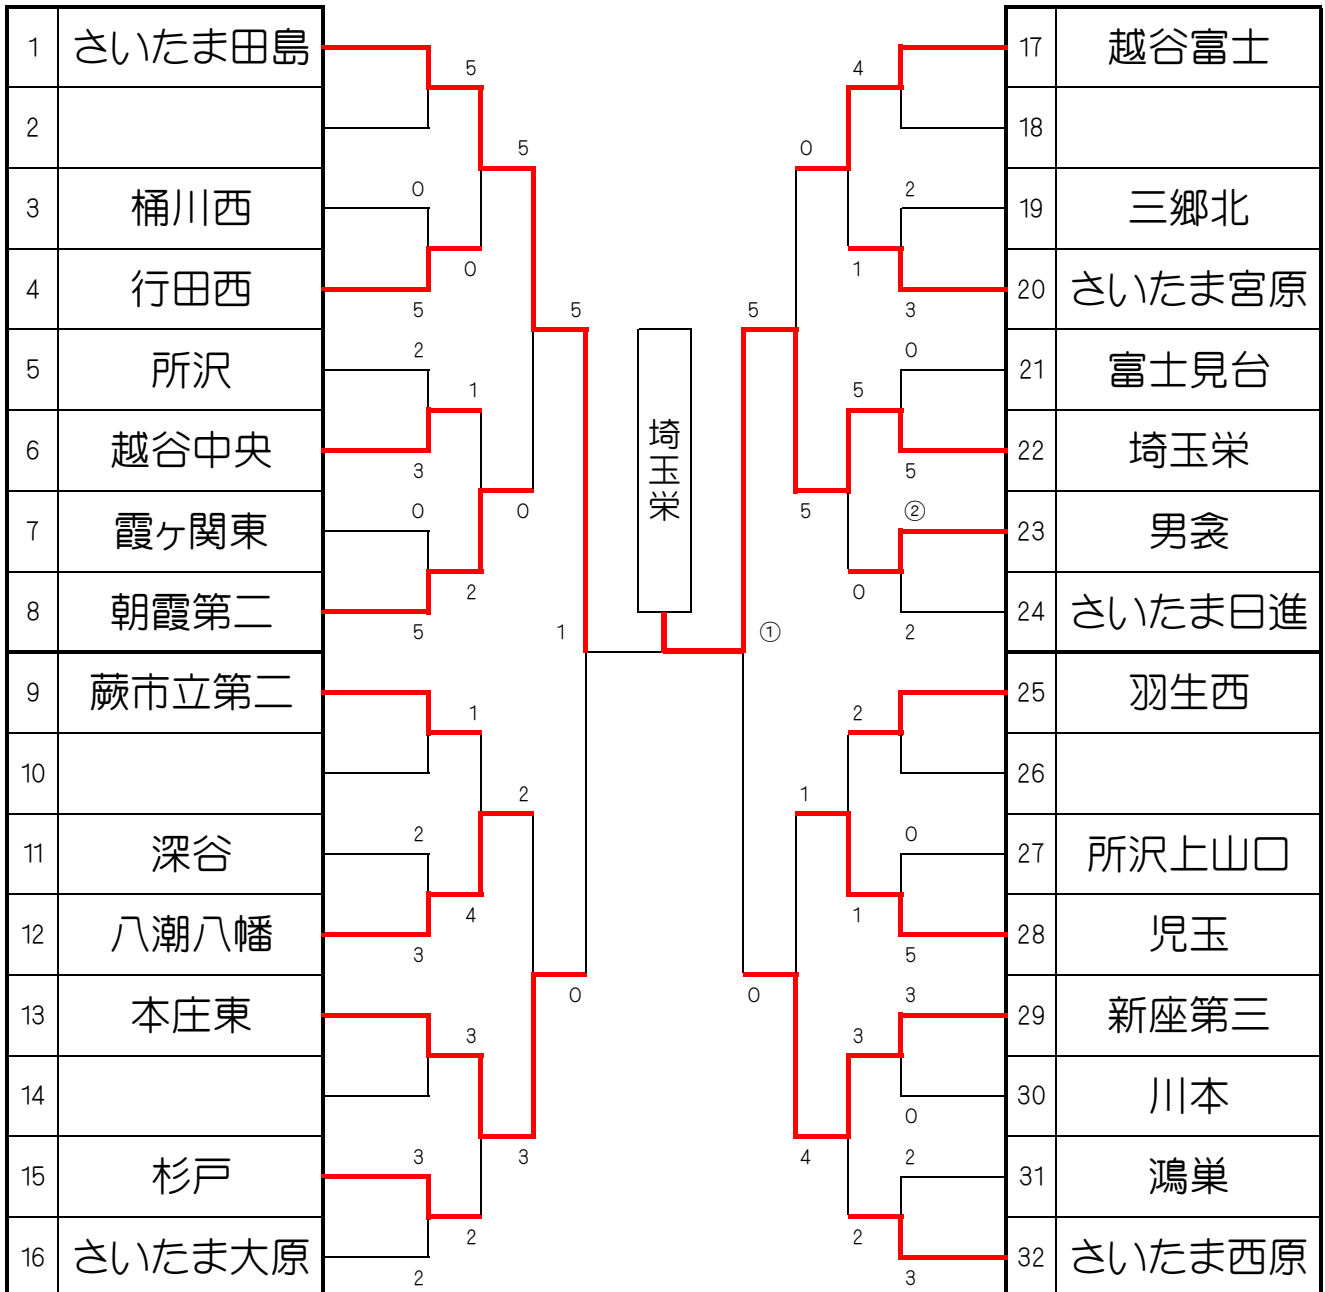 1 さいたま田島
5
2
5
3 桶川西
0
4 行田西
0
5
5
5 所沢
2
1
6 越谷中央
3
7 霞ヶ関東
0
0
8 朝霞第二
2
5
1
9 蕨市立第二
1
10
2
11 深谷
2
12 八潮八幡
4
3
13 本庄東
0
3
14
15 杉戸
3
3
16 さいたま大原
2
2
埼玉栄
17 越谷富士
4
18
0
19 三郷北
2
20 さいたま宮原
1
3
5
21 富士見台
0
5
22 埼玉栄
5
23 男衾
②
5
24 さいたま日進
0
2
①
25 羽生西
2
26
1
27 所沢上山口
0
28 児玉
1
5
29 新座第三
3
0
3
30 川本
0
31 鴻巣
2
4
32 さいたま西原
2
3